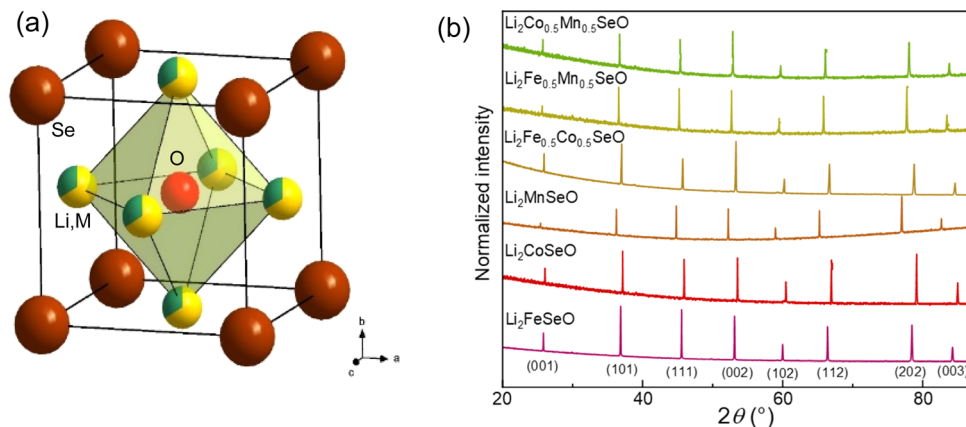 (a)
Se
O
Li,M
b
a
c
(b)
Normalized intensity
Li₂Co₀.₅Mn₀.₅SeO
Li₂Fe₀.₅Mn₀.₅SeO
Li₂Fe₀.₅Co₀.₅SeO
Li₂MnSeO
Li₂CoSeO
Li₂FeSeO
(001) (101) (111) (002) (102) (112) (202) (003)
20 40 60 80
2θ (°)